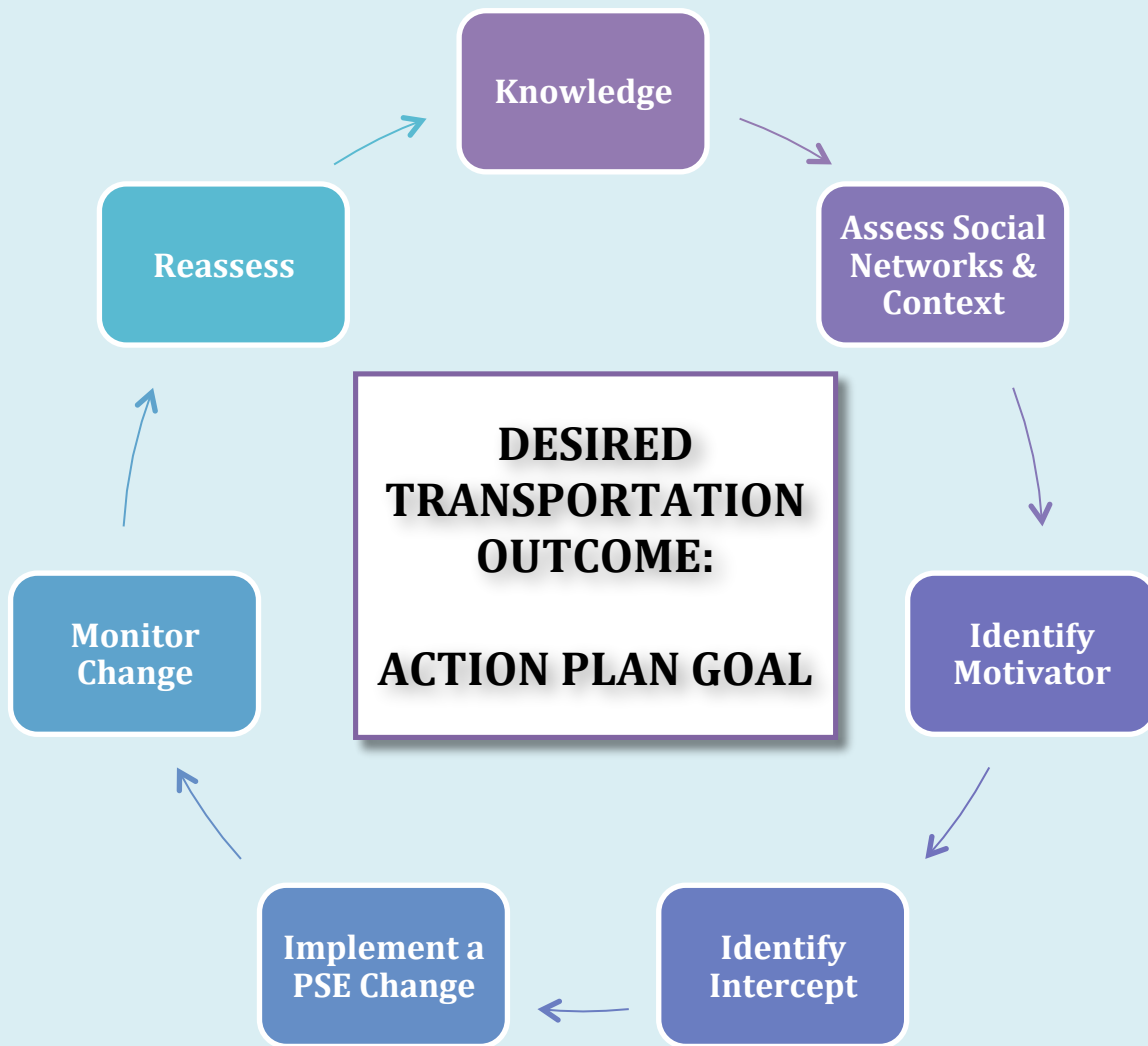 Knowledge
Assess Social
Networks &
Context
Identify
Motivator
Identify
Intercept
Implement a
PSE Change
Monitor
Change
Reassess
DESIRED
TRANSPORTATION
OUTCOME:
ACTION PLAN GOAL